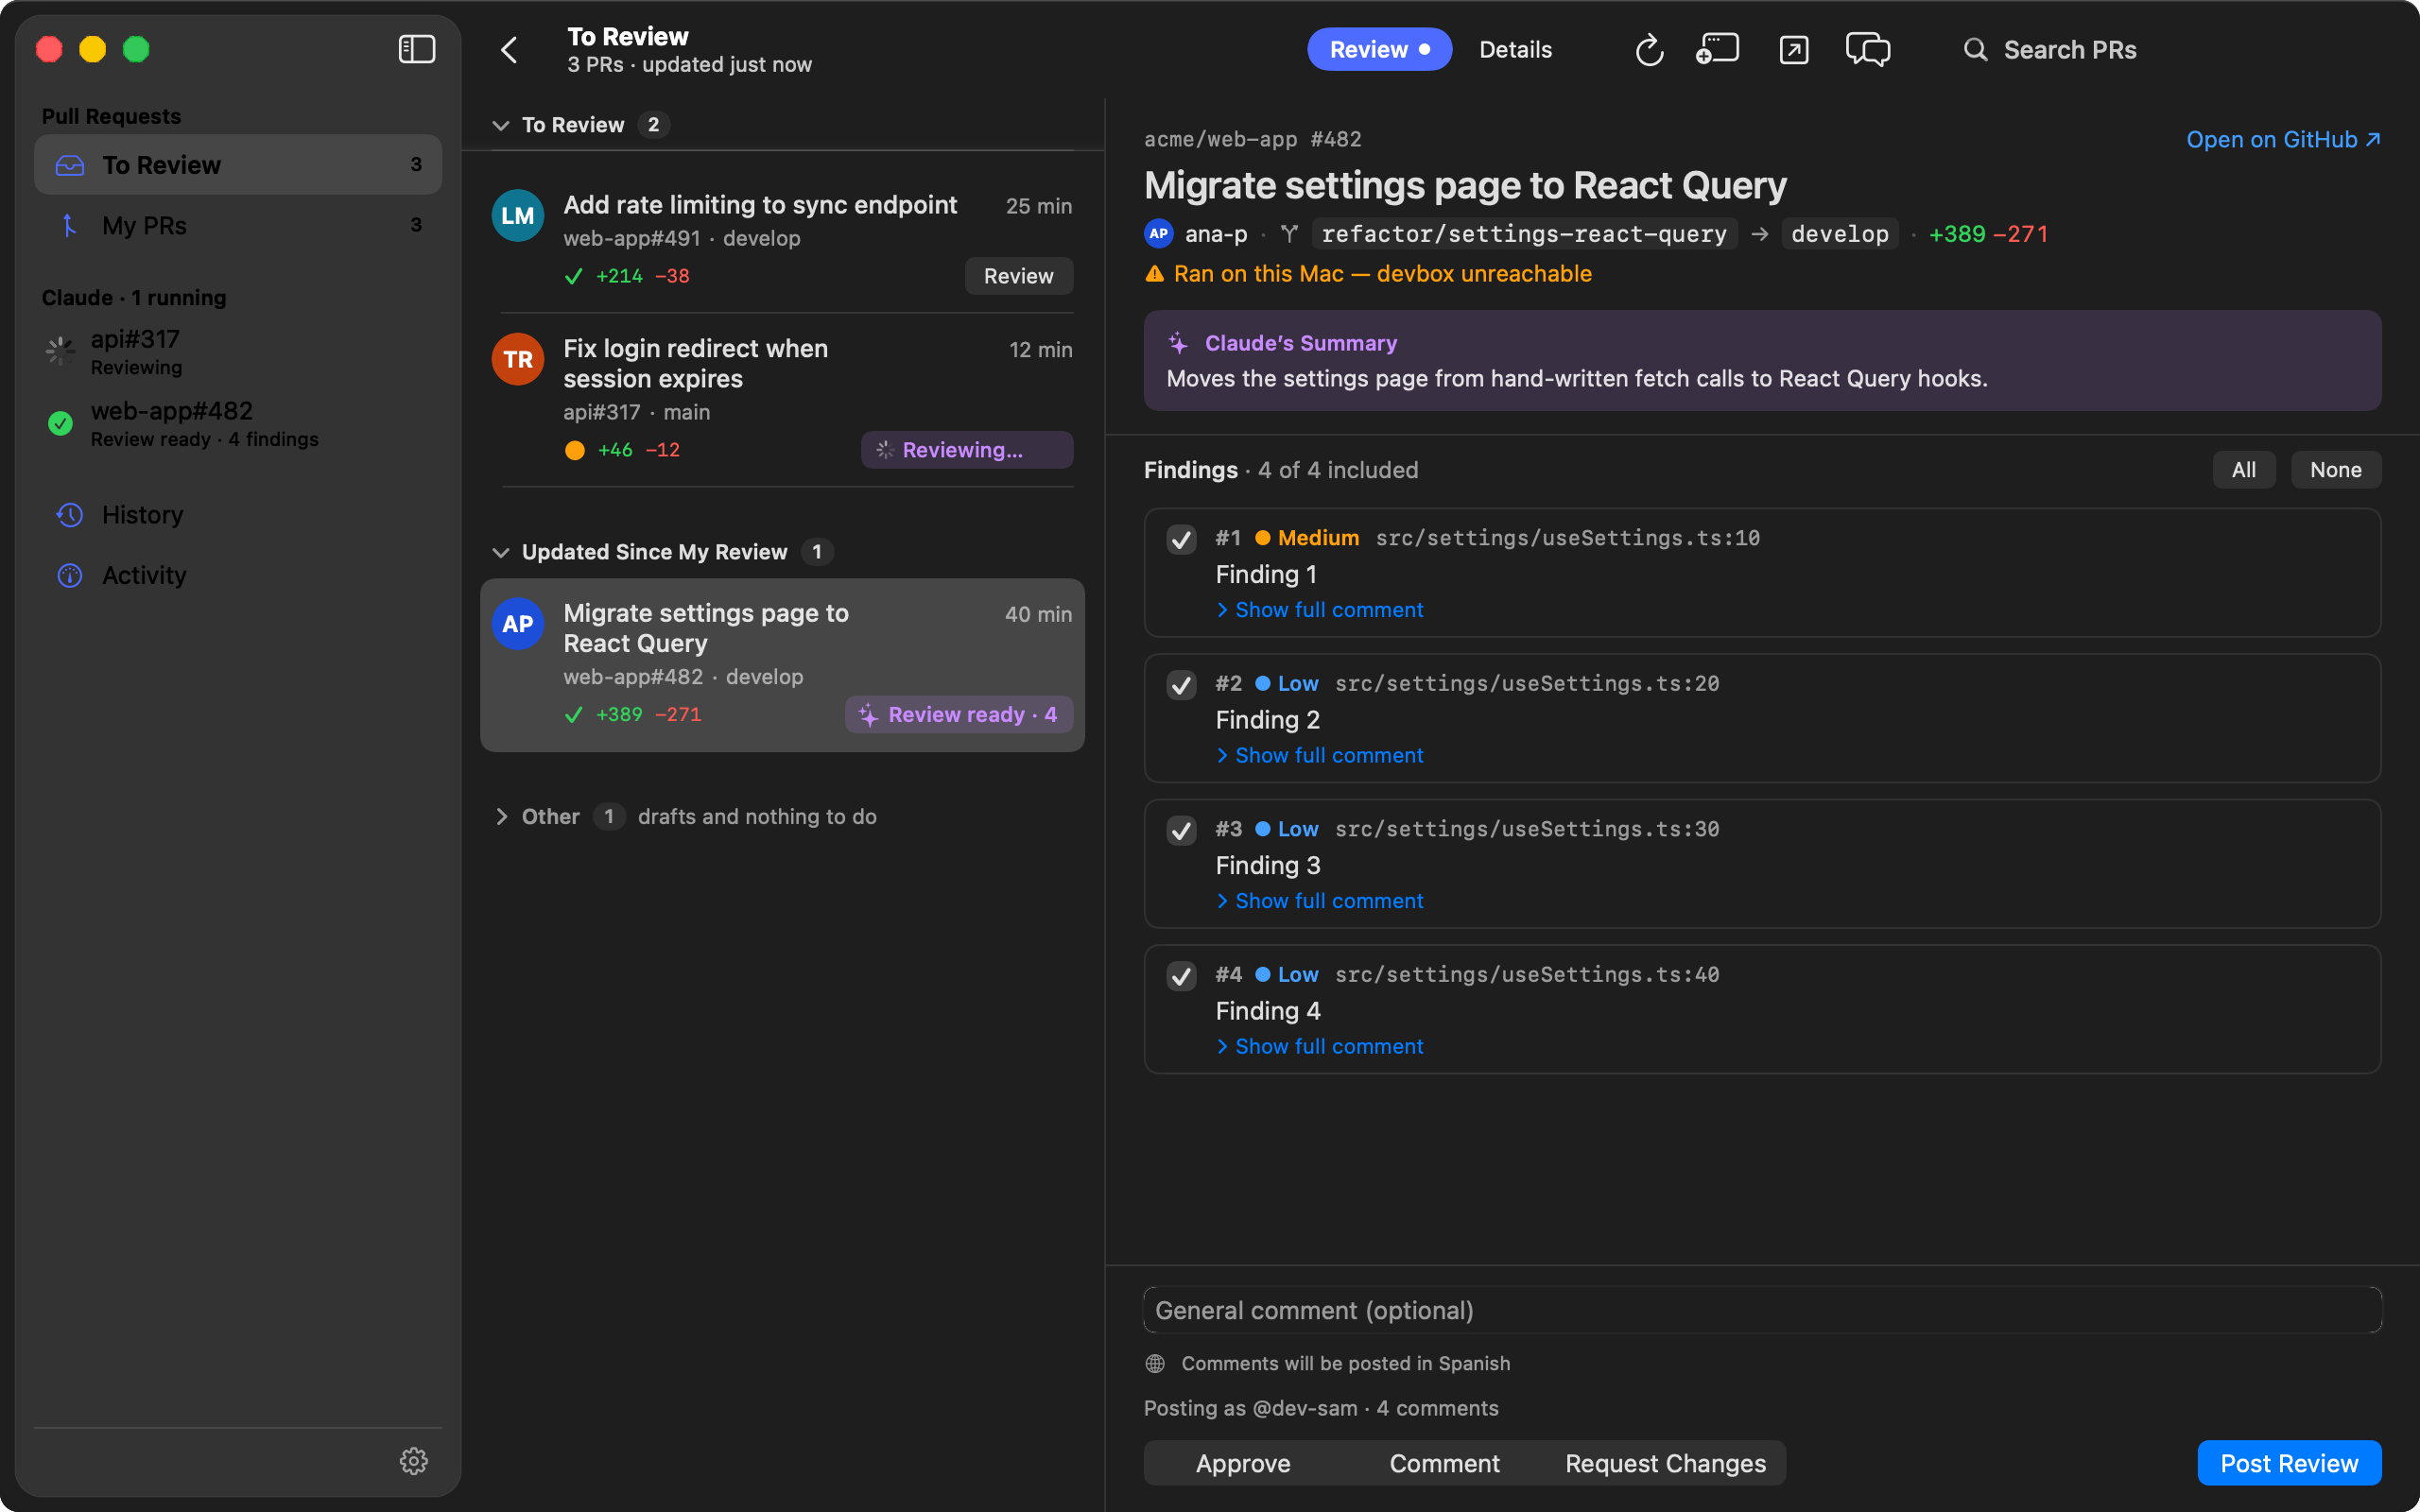 Pull Requests
To Review 3
My PRs 3
Claude · 1 running
api#317
Reviewing
web-app#482
Review ready · 4 findings
History
Activity
To Review
3 PRs · updated just now
Review
Details
Search PRs
To Review 2
LM
Add rate limiting to sync endpoint 25 min
web-app#491 · develop
+214 −38
Review
TR
Fix login redirect when 12 min
session expires
api#317 · main
+46 −12
Reviewing...
Updated Since My Review 1
AP
Migrate settings page to 40 min
React Query
web-app#482 · develop
+389 −271
Review ready · 4
Other 1 drafts and nothing to do
acme/web-app #482
Open on GitHub ↗
Migrate settings page to React Query
AP ana-p · refactor/settings-react-query → develop · +389 −271
Ran on this Mac — devbox unreachable
Claude’s Summary
Moves the settings page from hand-written fetch calls to React Query hooks.
Findings · 4 of 4 included
All
None
#1 Medium src/settings/useSettings.ts:10
Finding 1
Show full comment
#2 Low src/settings/useSettings.ts:20
Finding 2
Show full comment
#3 Low src/settings/useSettings.ts:30
Finding 3
Show full comment
#4 Low src/settings/useSettings.ts:40
Finding 4
Show full comment
General comment (optional)
Comments will be posted in Spanish
Posting as @dev-sam · 4 comments
Approve
Comment
Request Changes
Post Review